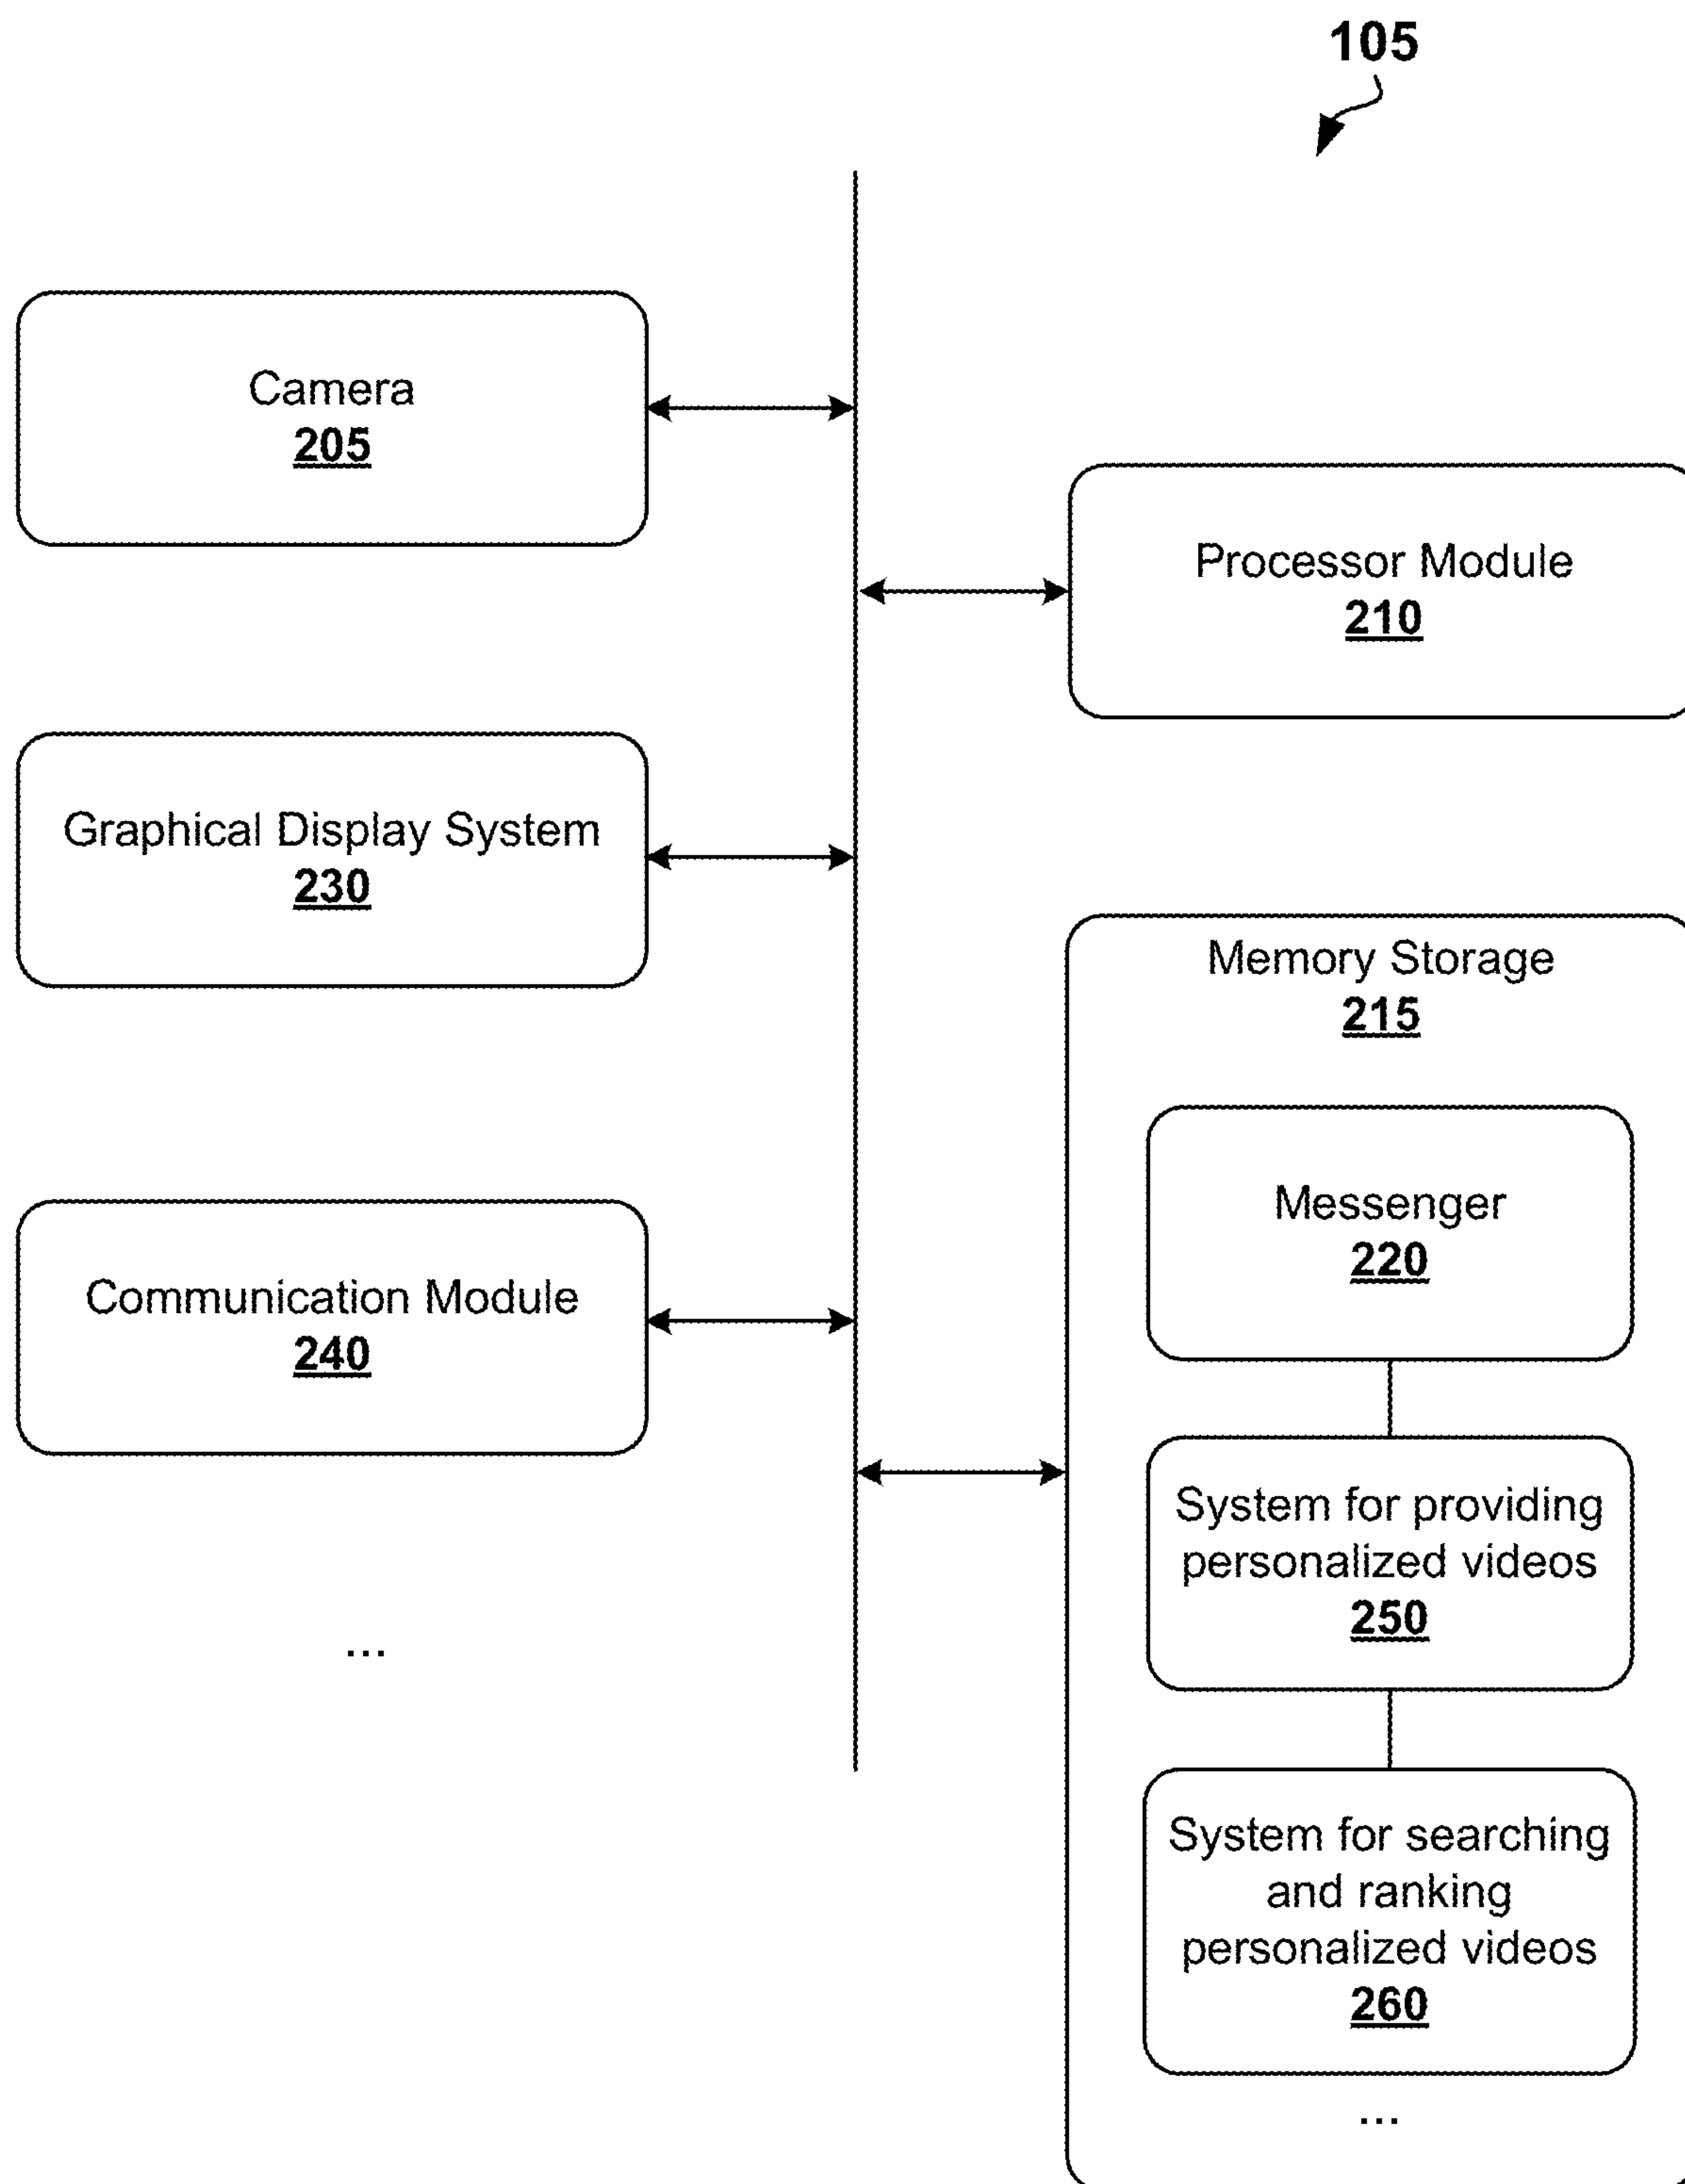 105
Camera
205
Processor Module
210
Graphical Display System
230
Memory Storage
215
Messenger
220
Communication Module
240
System for providing
personalized videos
250
...
System for searching
and ranking
personalized videos
260
...